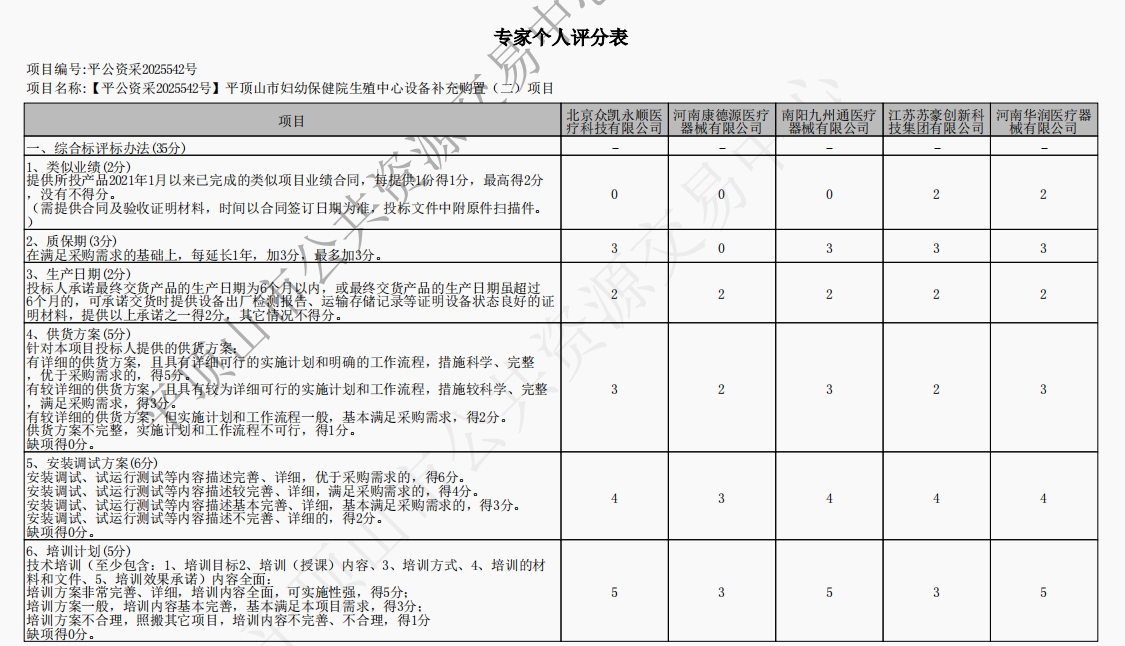 专家个人评分表
项目编号:平公资采2025542号
项目名称:【平公资采2025542号】平顶山市妇幼保健院生殖中心设备补充购置（二）项目
项目
北京众凯永顺医
疗科技有限公司
河南康德源医疗
器械有限公司
南阳九州通医疗
器械有限公司
江苏苏豪创新科
技集团有限公司
河南华润医疗器
械有限公司
一、综合标评标办法(35分)
－ － － － －
1、类似业绩(2分)
提供所投产品2021年1月以来已完成的类似项目业绩合同，每提供1份得1分，最高得2分
，没有不得分。
（需提供合同及验收证明材料，时间以合同签订日期为准，投标文件中附原件扫描件。
）
0 0 0 2 2
2、质保期(3分)
在满足采购需求的基础上，每延长1年，加3分，最多加3分。
3 0 3 3 3
3、生产日期(2分)
投标人承诺最终交货产品的生产日期为6个月以内，或最终交货产品的生产日期虽超过
6个月的，可承诺交货时提供设备出厂检测报告、运输存储记录等证明设备状态良好的证
明材料，提供以上承诺之一得2分。其它情况不得分。
2 2 2 2 2
4、供货方案(5分)
针对本项目投标人提供的供货方案：
有详细的供货方案，且具有详细可行的实施计划和明确的工作流程，措施科学、完整
，优于采购需求的，得5分。
有较详细的供货方案，且具有较为详细可行的实施计划和工作流程，措施较科学、完整
，满足采购需求，得3分。
有较详细的供货方案，但实施计划和工作流程一般，基本满足采购需求，得2分。
供货方案不完整，实施计划和工作流程不可行，得1分。
缺项得0分。
3 2 3 2 3
5、安装调试方案(6分)
安装调试、试运行测试等内容描述完善、详细，优于采购需求的，得6分。
安装调试、试运行测试等内容描述较完善、详细，满足采购需求的，得4分。
安装调试、试运行测试等内容描述基本完善、详细，基本满足采购需求的，得3分。
安装调试、试运行测试等内容描述不完善、详细的，得2分。
缺项得0分。
4 3 4 4 4
6、培训计划(5分)
技术培训（至少包含：1、培训目标2、培训（授课）内容、3、培训方式、4、培训的材
料和文件、5、培训效果承诺）内容全面：
培训方案非常完善、详细，培训内容全面，可实施性强，得5分；
培训方案一般，培训内容基本完善，基本满足本项目需求，得3分；
培训方案不合理，照搬其它项目，培训内容不完善、不合理，得1分
缺项得0分。
5 3 5 3 5
平顶山市公共资源交易中心
平顶山市公共资源交易中心